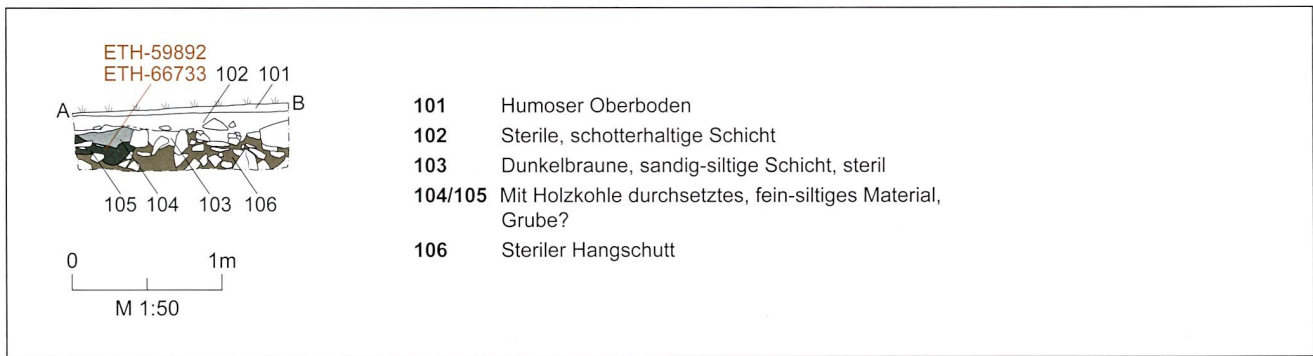 ETH-59892
ETH-66733 102 101
A B
105 104 103 106
0 1m
M 1:50
101 Humoser Oberboden
102 Sterile, schotterhaltige Schicht
103 Dunkelbraune, sandig-siltige Schicht, steril
104/105 Mit Holzkohle durchsetztes, fein-siltiges Material,
Grube?
106 Steriler Hangschutt